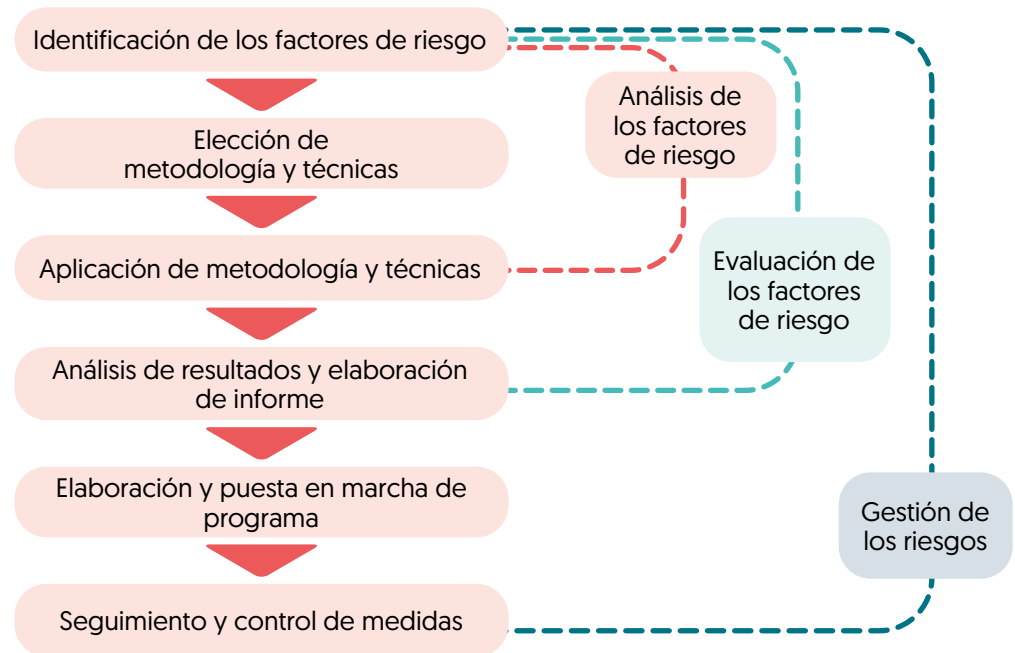 Identificación de los factores de riesgo
Elección de
metodología y técnicas
Aplicación de metodología y técnicas
Análisis de resultados y elaboración
de informe
Elaboración y puesta en marcha de
programa
Seguimiento y control de medidas
Análisis de
los factores
de riesgo
Evaluación de
los factores
de riesgo
Gestión de
los riesgos